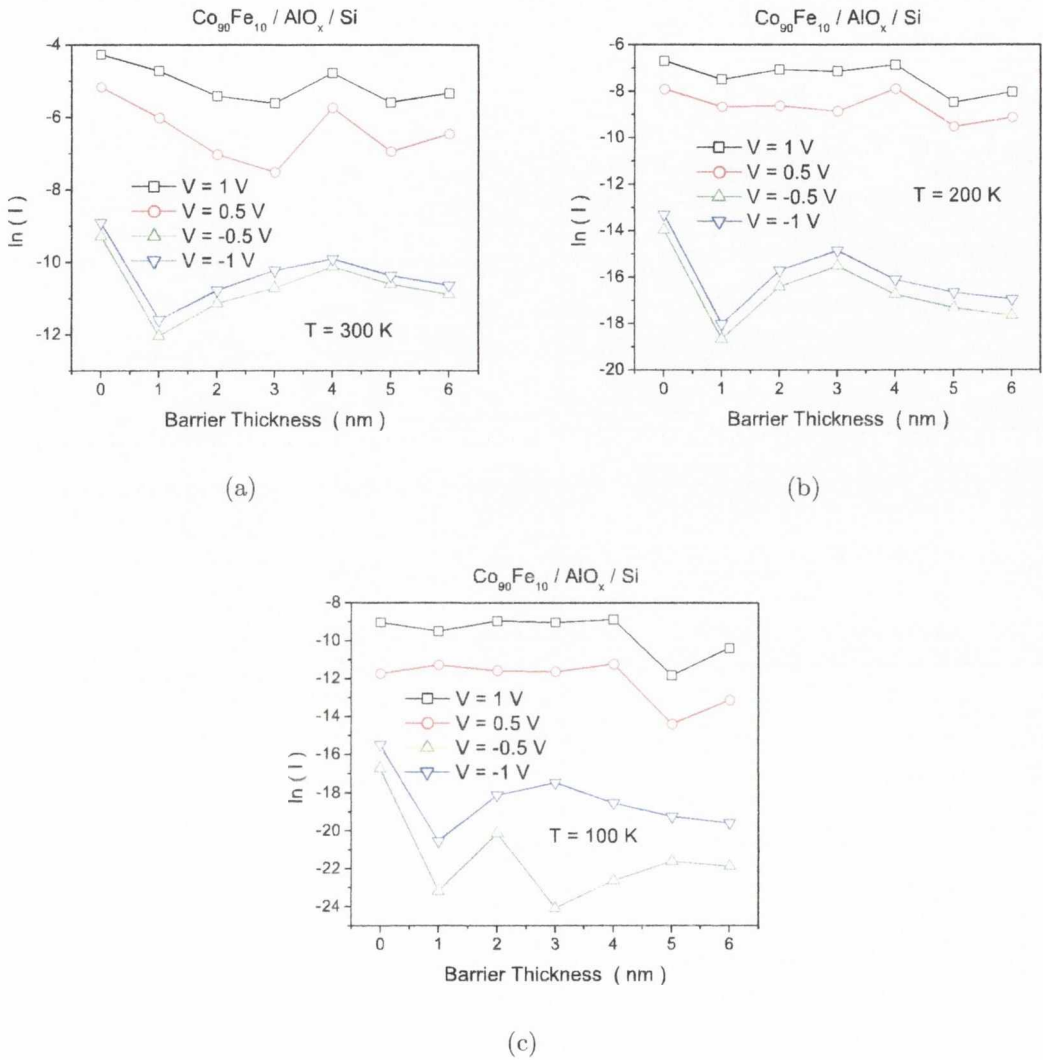 Co₉₀Fe₁₀ / AlOₓ / Si
-4
-6
-8
-10
-12
ln ( I )
V = 1 V
V = 0.5 V
V = -0.5 V
V = -1 V
T = 300 K
0 1 2 3 4 5 6
Barrier Thickness ( nm )
(a)
Co₉₀Fe₁₀ / AlOₓ / Si
-6
-8
-10
-12
-14
-16
-18
-20
ln ( I )
V = 1 V
V = 0.5 V
V = -0.5 V
V = -1 V
T = 200 K
0 1 2 3 4 5 6
Barrier Thickness ( nm )
(b)
Co₉₀Fe₁₀ / AlOₓ / Si
-8
-10
-12
-14
-16
-18
-20
-22
-24
ln ( I )
V = 1 V
V = 0.5 V
V = -0.5 V
V = -1 V
T = 100 K
0 1 2 3 4 5 6
Barrier Thickness ( nm )
(c)